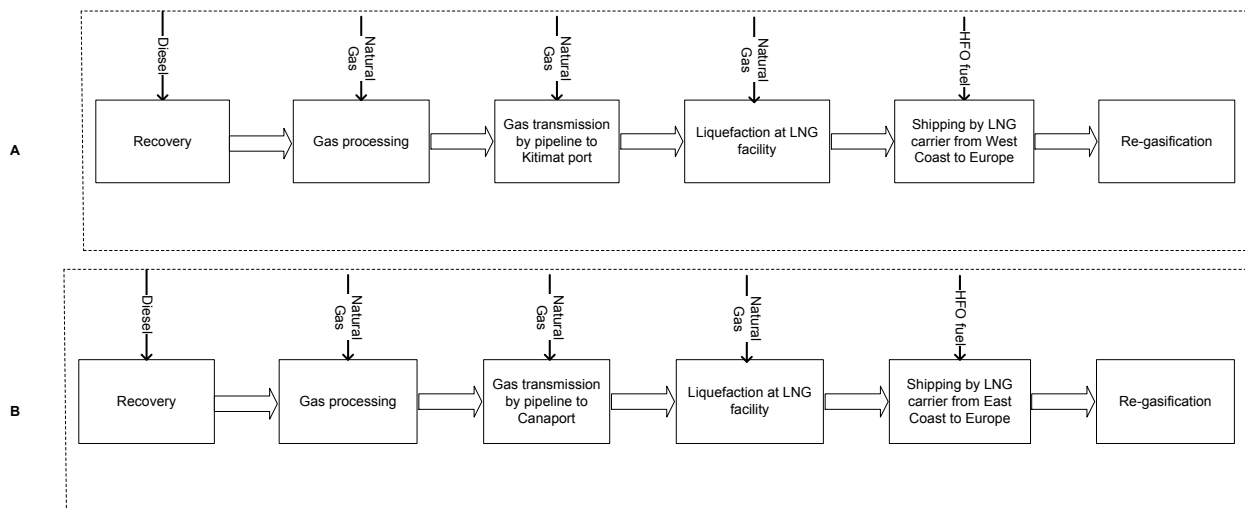 A
Diesel
Natural
Gas
Natural
Gas
Natural
Gas
HFO fuel
Recovery
Gas processing
Gas transmission
by pipeline to
Kitimat port
Liquefaction at LNG
facility
Shipping by LNG
carrier from West
Coast to Europe
Re-gasification
B
Diesel
Natural
Gas
Natural
Gas
Natural
Gas
HFO fuel
Recovery
Gas processing
Gas transmission
by pipeline to
Canaport
Liquefaction at LNG
facility
Shipping by LNG
carrier from East
Coast to Europe
Re-gasification